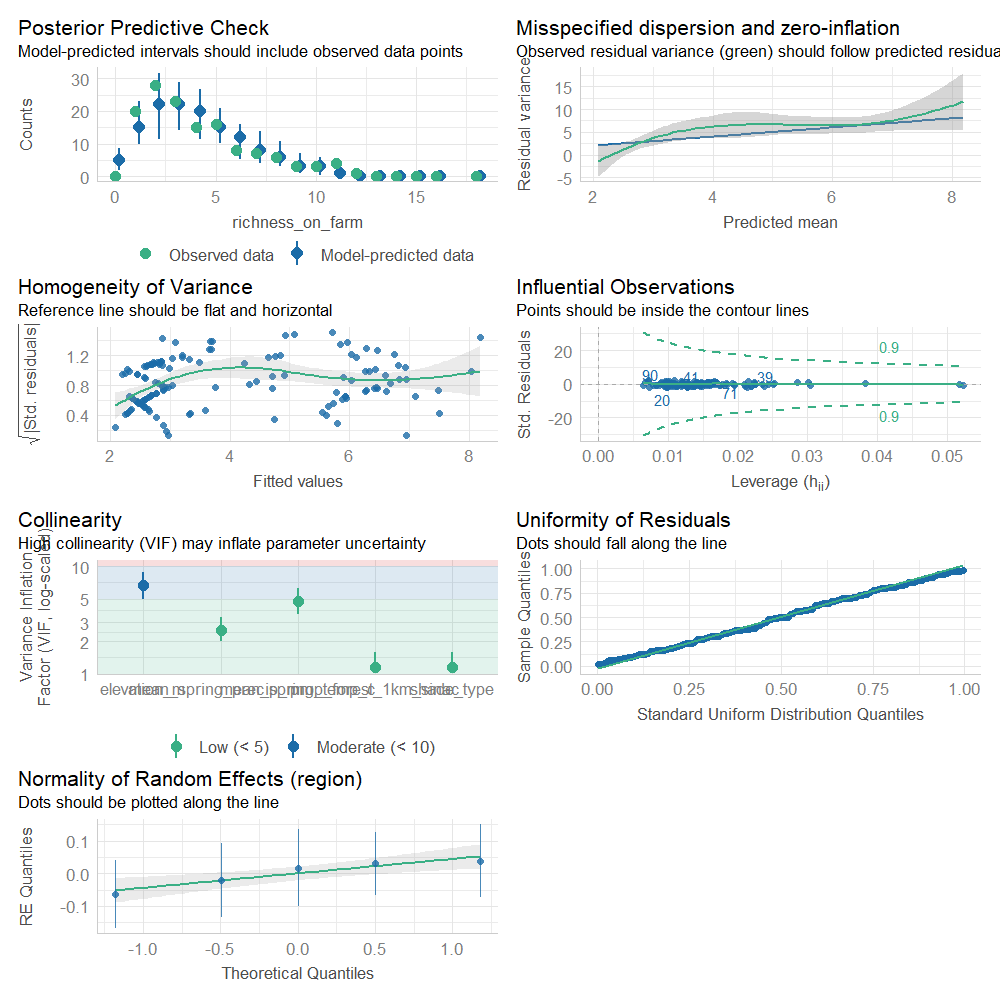 Posterior Predictive Check
Model-predicted intervals should include observed data points
Counts
30
20
10
0
0
5
10
15
richness_on_farm
Observed data
Model-predicted data
Misspecified dispersion and zero-inflation
Observed residual variance (green) should follow predicted residua
Residual variance
15
10
5
0
-5
2
4
6
8
Predicted mean
Homogeneity of Variance
Reference line should be flat and horizontal
√|Std. residuals|
1.2
0.8
0.4
2
4
6
8
Fitted values
Influential Observations
Points should be inside the contour lines
Std. Residuals
20
0
-20
0.9
90
41
39
20
71
0.9
0.00
0.01
0.02
0.03
0.04
0.05
Leverage (hii)
Collinearity
High collinearity (VIF) may inflate parameter uncertainty
Variance Inflation
Factor (VIF, log-scaled)
10
5
3
2
1
Low (< 5)
Moderate (< 10)
Uniformity of Residuals
Dots should fall along the line
Sample Quantiles
1.00
0.75
0.50
0.25
0.00
0.00
0.25
0.50
0.75
1.00
Standard Uniform Distribution Quantiles
Normality of Random Effects (region)
Dots should be plotted along the line
RE Quantiles
0.1
0.0
-0.1
-1.0
-0.5
0.0
0.5
1.0
Theoretical Quantiles